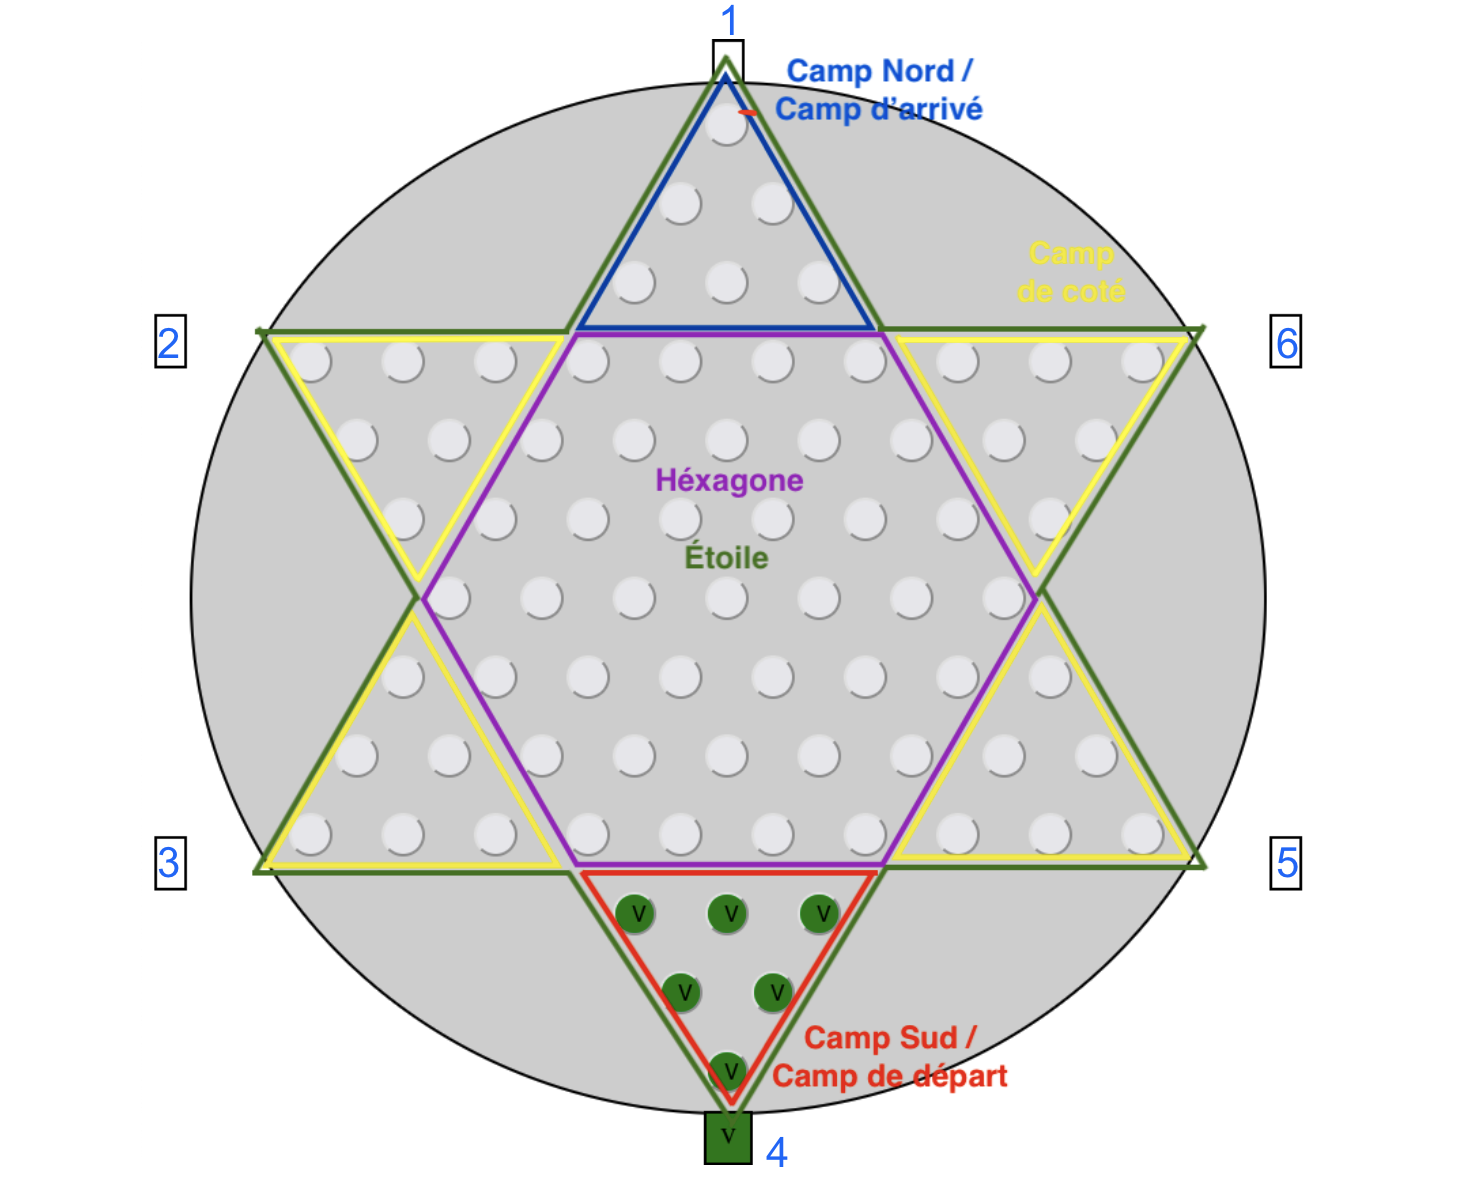 1
Camp Nord /
Camp d'arrivé
Camp
de coté
2
6
Héxagone
Étoile
3
5
V V V
V V
V
Camp Sud /
Camp de départ
V
4